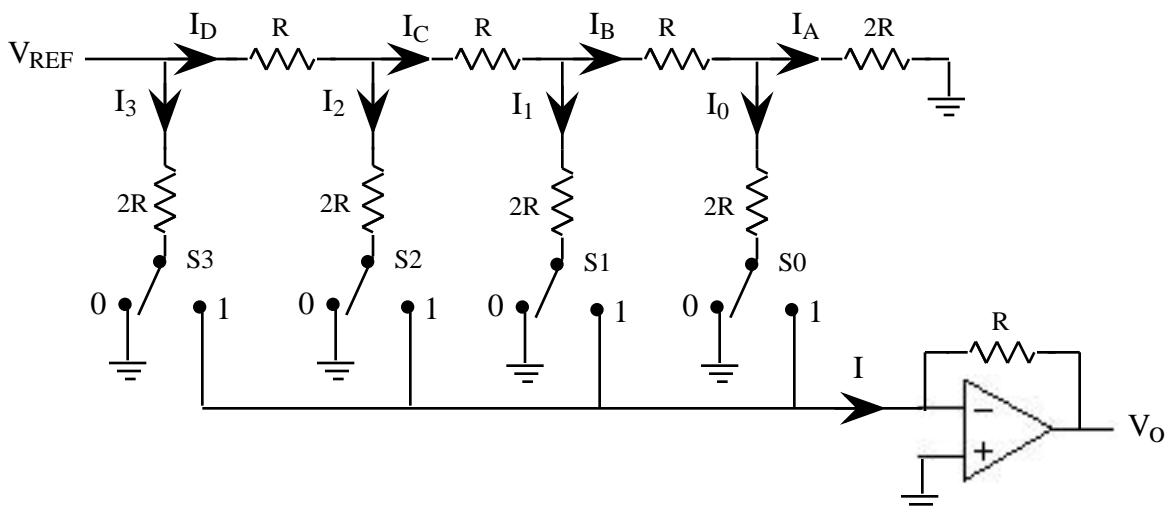 I_D R I_C R I_B R I_A 2R
V_REF
I_3 I_2 I_1 I_0
2R 2R 2R 2R
S3 S2 S1 S0
0 1 0 1 0 1 0 1
R
I
−
+
V_O